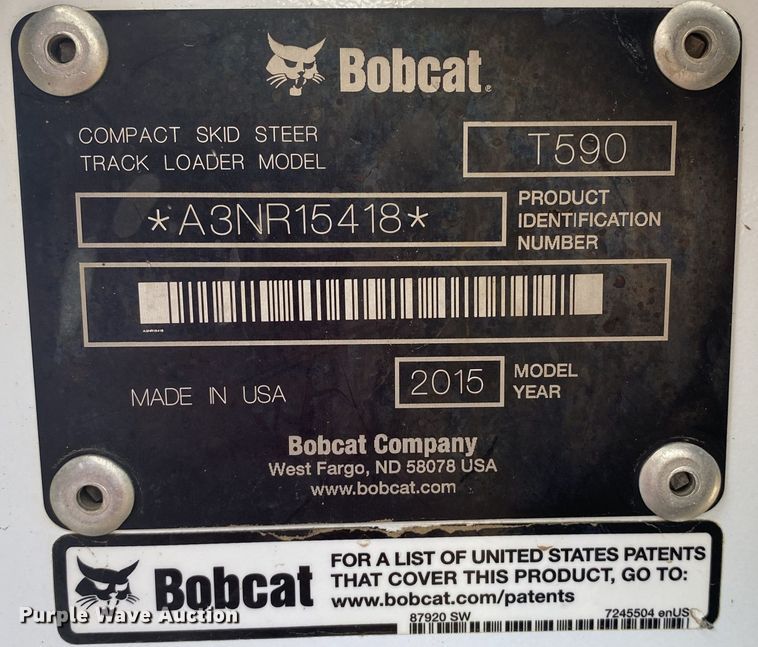 Bobcat.
COMPACT SKID STEER
TRACK LOADER MODEL
T590
*A3NR15418*
PRODUCT
IDENTIFICATION
NUMBER
A3NR15418
MADE IN USA
2015
MODEL
YEAR
Bobcat Company
West Fargo, ND 58078 USA
www.bobcat.com
Bobcat
FOR A LIST OF UNITED STATES PATENTS
THAT COVER THIS PRODUCT, GO TO:
www.bobcat.com/patents
87920 SW
7245504 enUS
Purple Wave Auction